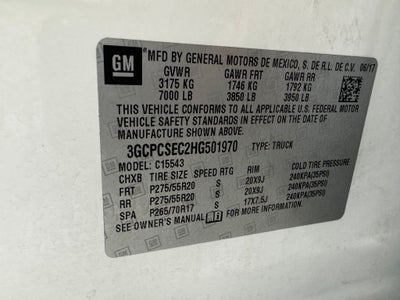 GM
MFD BY GENERAL MOTORS DE MEXICO, S. DE R.L. DE C.V. 06/17
GVWR GAWR FRT GAWR RR
3175 KG 1746 KG 1792 KG
7000 LB 3850 LB 3950 LB
THIS VEHICLE CONFORMS TO ALL APPLICABLE U.S. FEDERAL MOTOR
VEHICLE SAFETY STANDARDS IN EFFECT ON THE DATE OF
MANUFACTURE SHOWN ABOVE.
3GCPCSEC2HG501970 TYPE: TRUCK
MODEL: C15543
CHXB TIRE SIZE SPEED RTG RIM COLD TIRE PRESSURE
FRT P275/55R20 S 20X9J 240KPA(35PSI)
RR P275/55R20 S 20X9J 240KPA(35PSI)
SPA P265/70R17 S 17X7.5J 240KPA(35PSI)
SEE OWNER'S MANUAL FOR MORE INFORMATION.